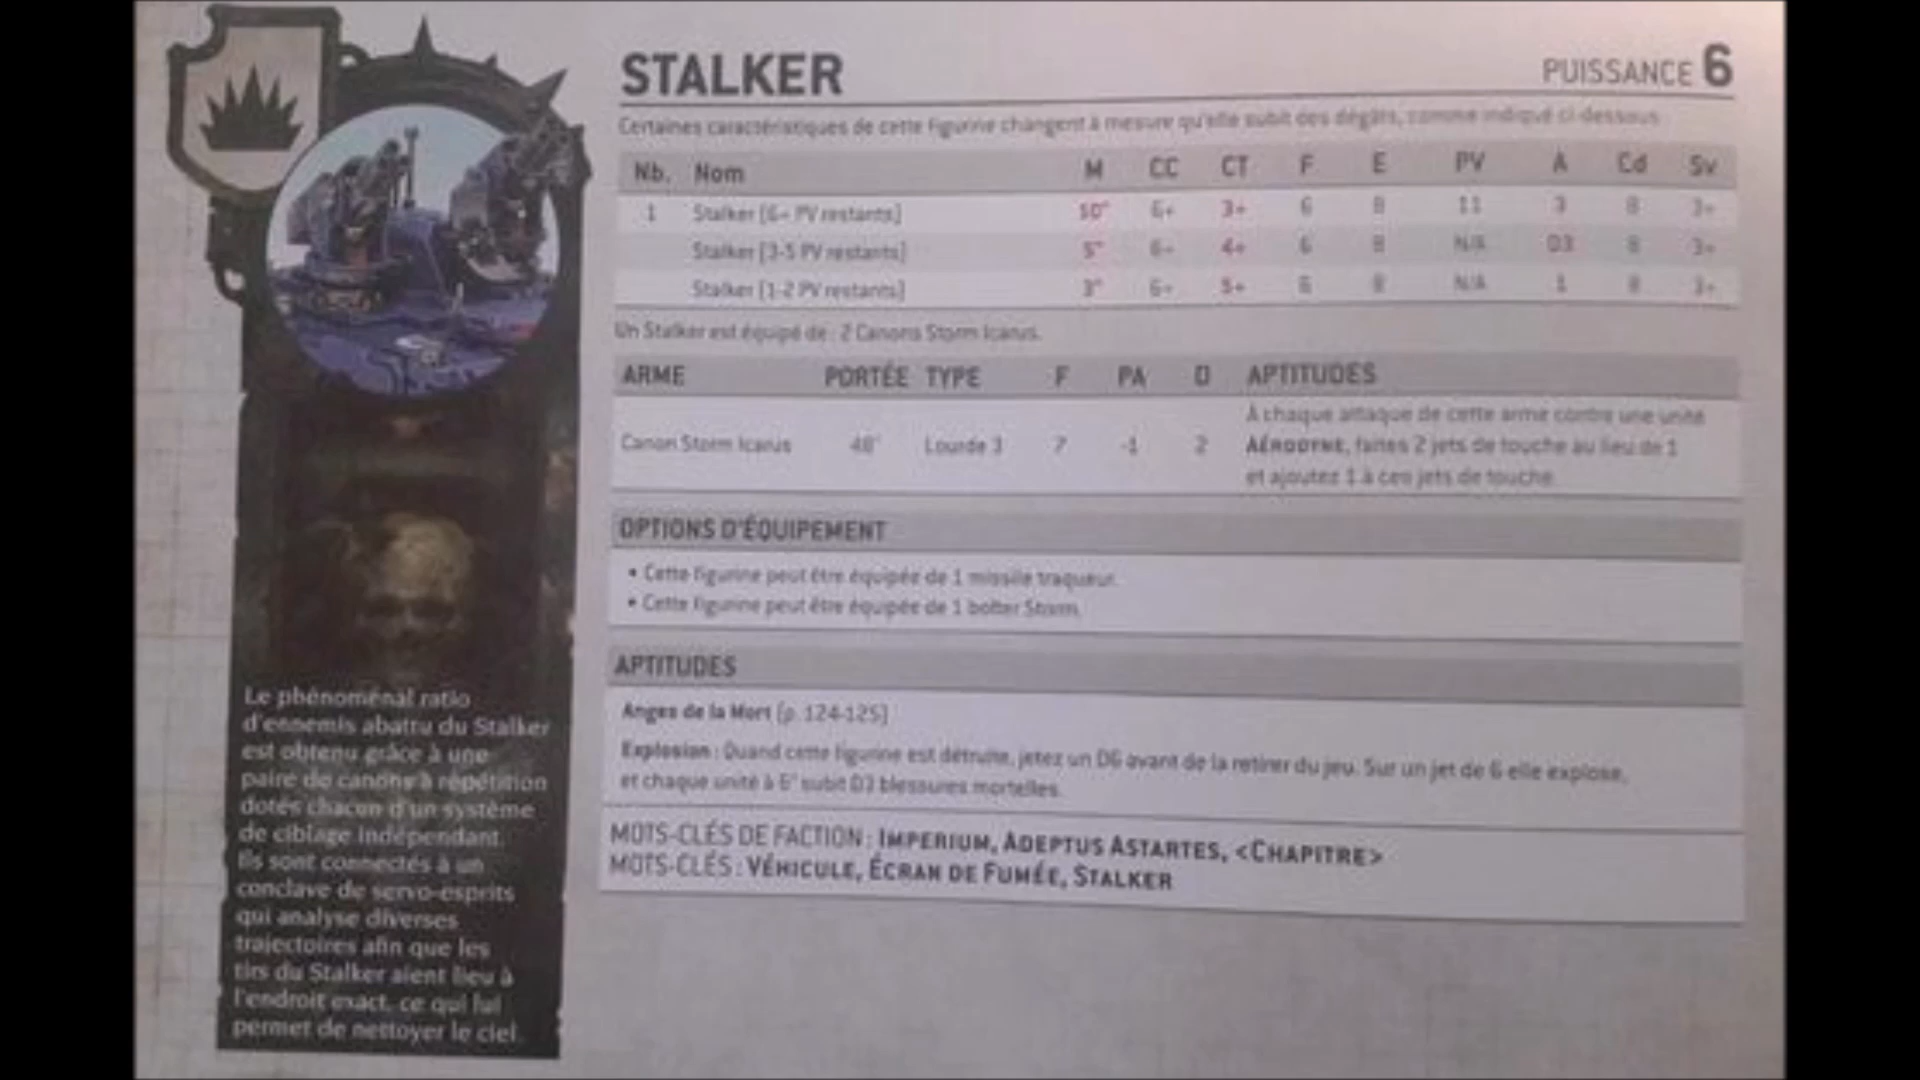 STALKER
PUISSANCE 6
Certaines caractéristiques de cette figurine changent à mesure qu'elle subit des dégâts, comme indiqué ci-dessous
Nb. Nom M CC CT F E PV A Cd Sv
1 Stalker [6+ PV restants] 10" 6+ 3+ 6 8 11 3 8 3+
Stalker [3-5 PV restants] 5" 6+ 4+ 6 8 N/A D3 8 3+
Stalker [1-2 PV restants] 3" 6+ 5+ 6 8 N/A 1 8 3+
Un Stalker est équipé de : 2 Canons Storm Icarus.
ARME PORTÉE TYPE F PA D APTITUDES
Canon Storm Icarus 48" Lourde 3 7 -1 2
À chaque attaque de cette arme contre une unité
AÉRODYNE, faites 2 jets de touche au lieu de 1
et ajoutez 1 à ces jets de touche.
OPTIONS D'ÉQUIPEMENT
• Cette figurine peut être équipée de 1 missile traqueur.
• Cette figurine peut être équipée de 1 bolter Storm.
APTITUDES
Anges de la Mort (p. 124-125)
Explosion : Quand cette figurine est détruite, jetez un D6 avant de la retirer du jeu. Sur un jet de 6 elle explose,
et chaque unité à 6" subit D3 blessures mortelles.
MOTS-CLÉS DE FACTION : IMPERIUM, ADEPTUS ASTARTES, <CHAPITRE>
MOTS-CLÉS : VÉHICULE, ÉCRAN DE FUMÉE, STALKER
Le phénoménal ratio
d'ennemis abattu du Stalker
est obtenu grâce à une
paire de canons à répétition
dotés chacun d'un système
de ciblage indépendant.
Ils sont connectés à un
conclave de servo-esprits
qui analyse diverses
trajectoires afin que les
tirs du Stalker aient lieu à
l'endroit exact, ce qui lui
permet de nettoyer le ciel.